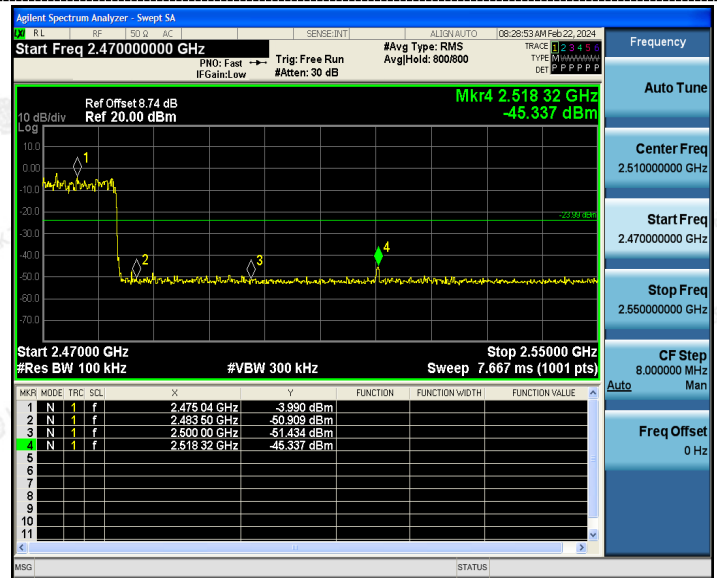 Agilent Spectrum Analyzer - Swept SA
RL RF 50 Ω AC SENSE:INT ALIGN AUTO 08:28:53 AM Feb 22, 2024
Start Freq 2.470000000 GHz
PNO: Fast
IFGain:Low
Trig: Free Run
#Atten: 30 dB
#Avg Type: RMS
Avg|Hold: 800/800
TRACE 1 2 3 4 5 6
TYPE M
DET P P P P P P
Ref Offset 8.74 dB
10 dB/div Ref 20.00 dBm
Log
Mkr4 2.518 32 GHz
-45.337 dBm
10.0
0.00
-10.0
-20.0
-30.0
-40.0
-50.0
-60.0
-70.0
1
2
3
4
-23.99 dBm
Start 2.47000 GHz Stop 2.55000 GHz
#Res BW 100 kHz #VBW 300 kHz Sweep 7.667 ms (1001 pts)
MKR MODE TRC SCL X Y FUNCTION FUNCTION WIDTH FUNCTION VALUE
1 N 1 f 2.475 04 GHz -3.990 dBm
2 N 1 f 2.483 50 GHz -50.909 dBm
3 N 1 f 2.500 00 GHz -51.434 dBm
4 N 1 f 2.518 32 GHz -45.337 dBm
5
6
7
8
9
10
11
MSG STATUS
Frequency
Auto Tune
Center Freq
2.510000000 GHz
Start Freq
2.470000000 GHz
Stop Freq
2.550000000 GHz
CF Step
8.000000 MHz
Auto Man
Freq Offset
0 Hz